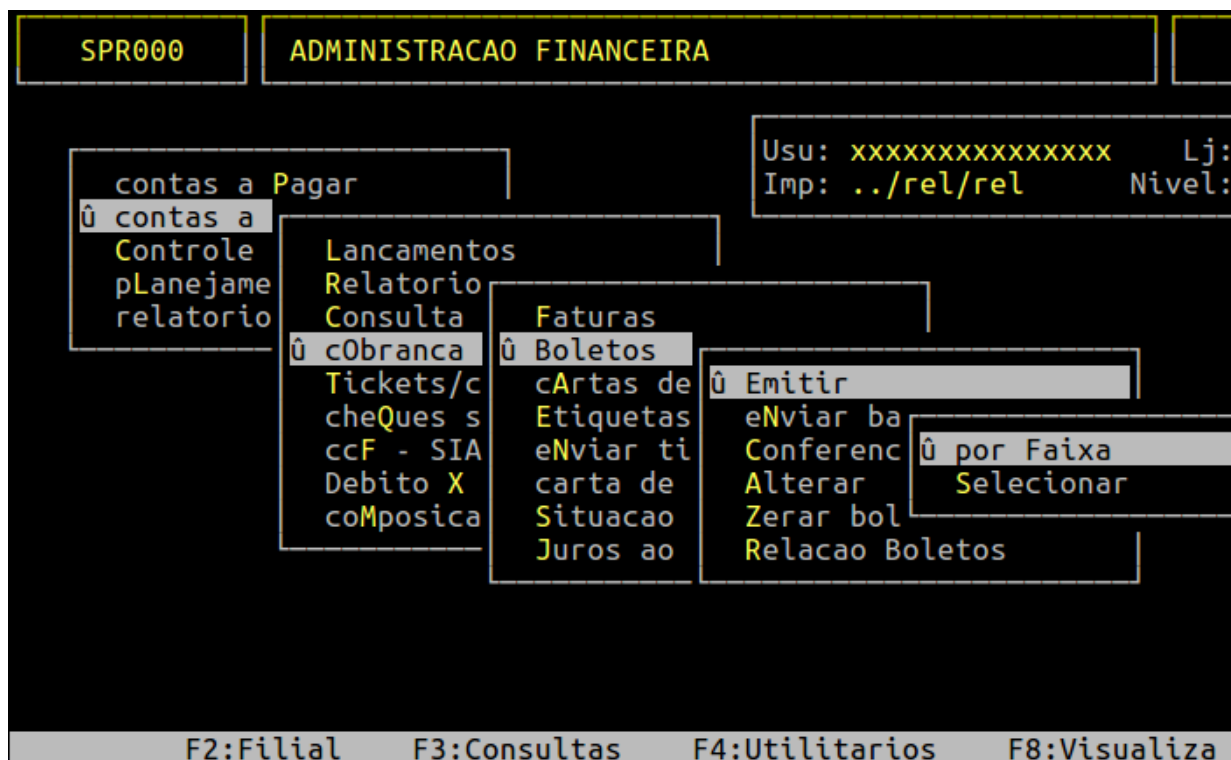 SPR000 ADMINISTRACAO FINANCEIRA
Usu: xxxxxxxxxxxxxxx Lj:
Imp: ../rel/rel Nivel:
contas a Pagar
û contas a
Controle
pLanejame
relatorio
Lancamentos
Relatorio
Consulta
û cObranca
Tickets/c
cheQues s
ccF - SIA
Debito X
coMposica
Faturas
û Boletos
cArtas de
Etiquetas
eNviar ti
carta de
Situacao
Juros ao
û Emitir
eNviar ba
Conferenc
Alterar
Zerar bol
Relacao Boletos
û por Faixa
Selecionar
F2:Filial F3:Consultas F4:Utilitarios F8:Visualiza